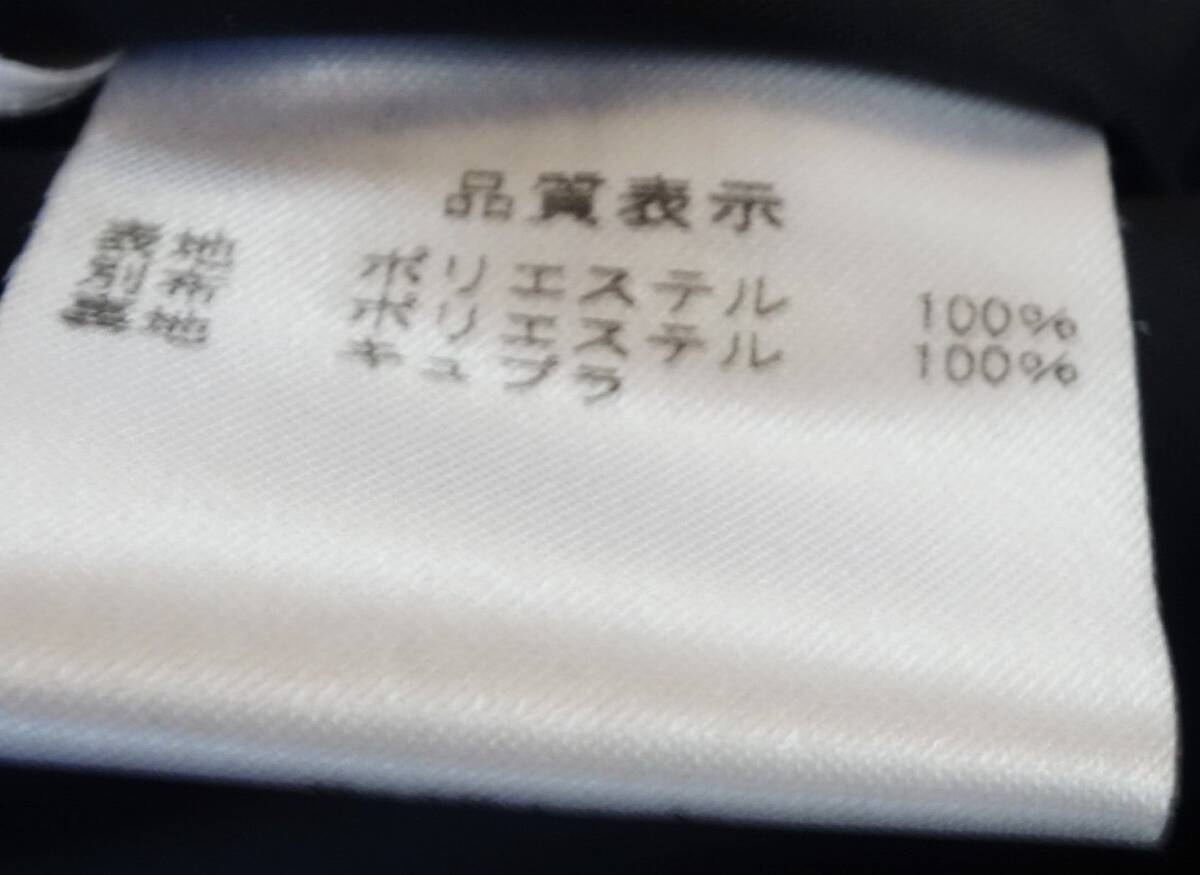 品質表示
表地 ポリエステル 100%
別布 ポリエステル 100%
裏地 キュプラ